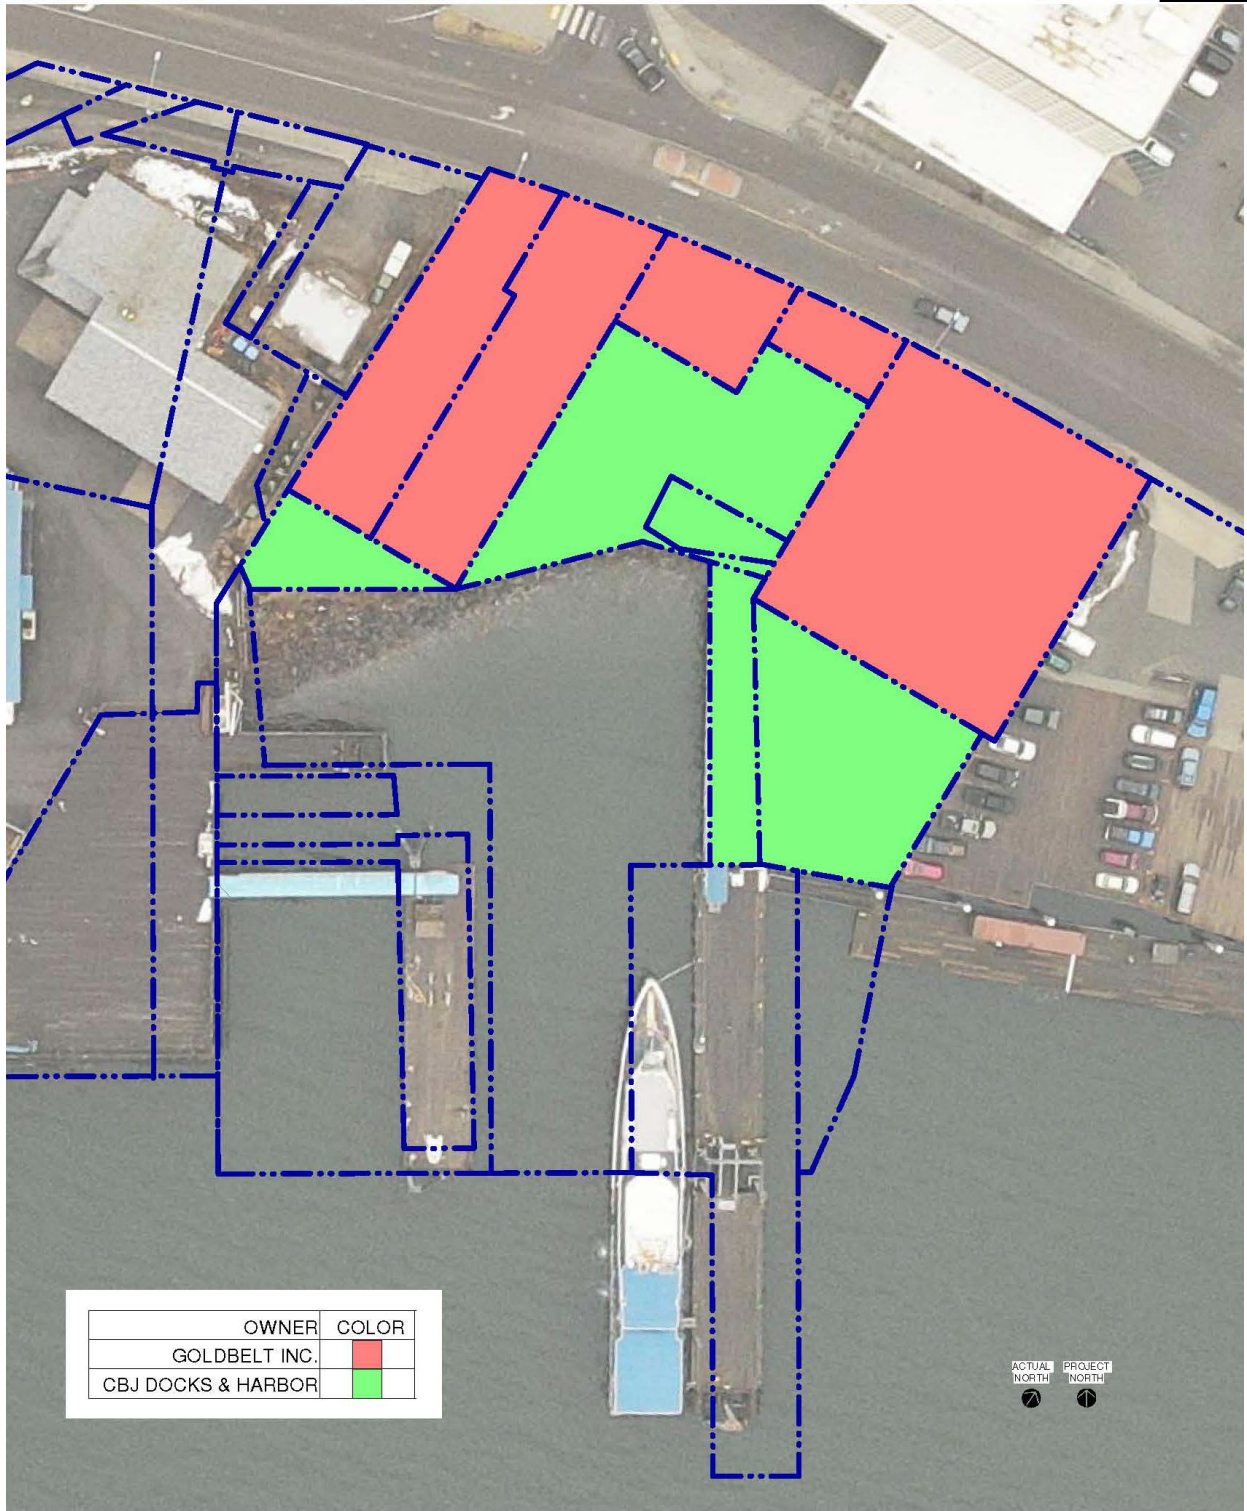 OWNER COLOR
GOLDBELT INC.
CBJ DOCKS & HARBOR
ACTUAL NORTH
PROJECT NORTH